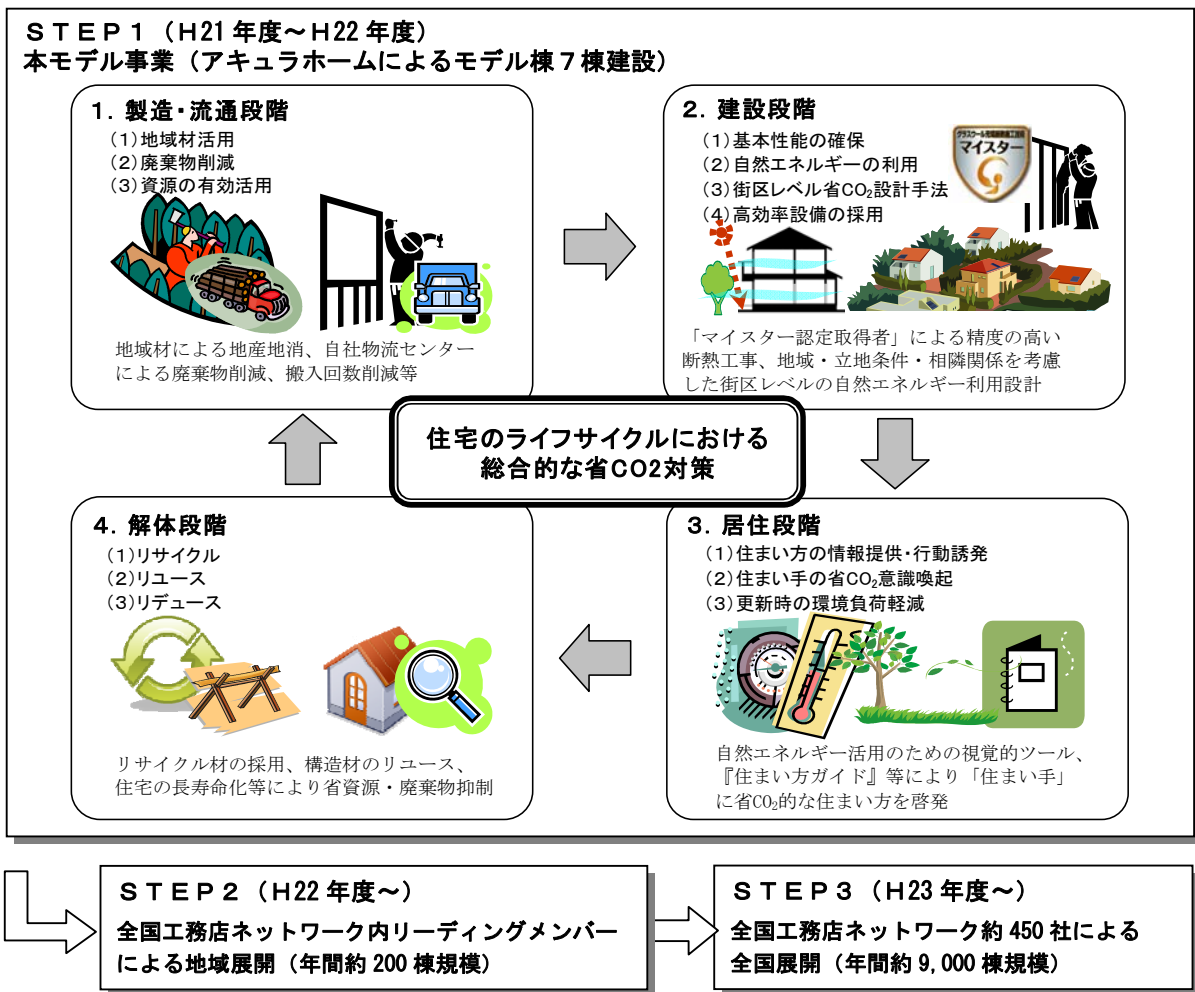 ＳＴＥＰ１（Ｈ21年度～Ｈ22年度）
本モデル事業（アキュラホームによるモデル棟７棟建設）
１．製造・流通段階
（１）地域材活用
（２）廃棄物削減
（３）資源の有効活用
地域材による地産地消、自社物流センター
による廃棄物削減、搬入回数削減等
２．建設段階
（１）基本性能の確保
（２）自然エネルギーの利用
（３）街区レベル省CO₂設計手法
（４）高効率設備の採用
マイスター
「マイスター認定取得者」による精度の高い
断熱工事、地域・立地条件・相隣関係を考慮
した街区レベルの自然エネルギー利用設計
住宅のライフサイクルにおける
総合的な省CO2対策
４．解体段階
（１）リサイクル
（２）リユース
（３）リデュース
リサイクル材の採用、構造材のリユース、
住宅の長寿命化等により省資源・廃棄物抑制
３．居住段階
（１）住まい方の情報提供・行動誘発
（２）住まい手の省CO₂意識喚起
（３）更新時の環境負荷軽減
自然エネルギー活用のための視覚的ツール、
『住まい方ガイド』等により「住まい手」
に省CO₂的な住まい方を啓発
ＳＴＥＰ２（Ｈ22年度～）
全国工務店ネットワーク内リーディングメンバー
による地域展開（年間約200棟規模）
ＳＴＥＰ３（Ｈ23年度～）
全国工務店ネットワーク約450社による
全国展開（年間約9,000棟規模）